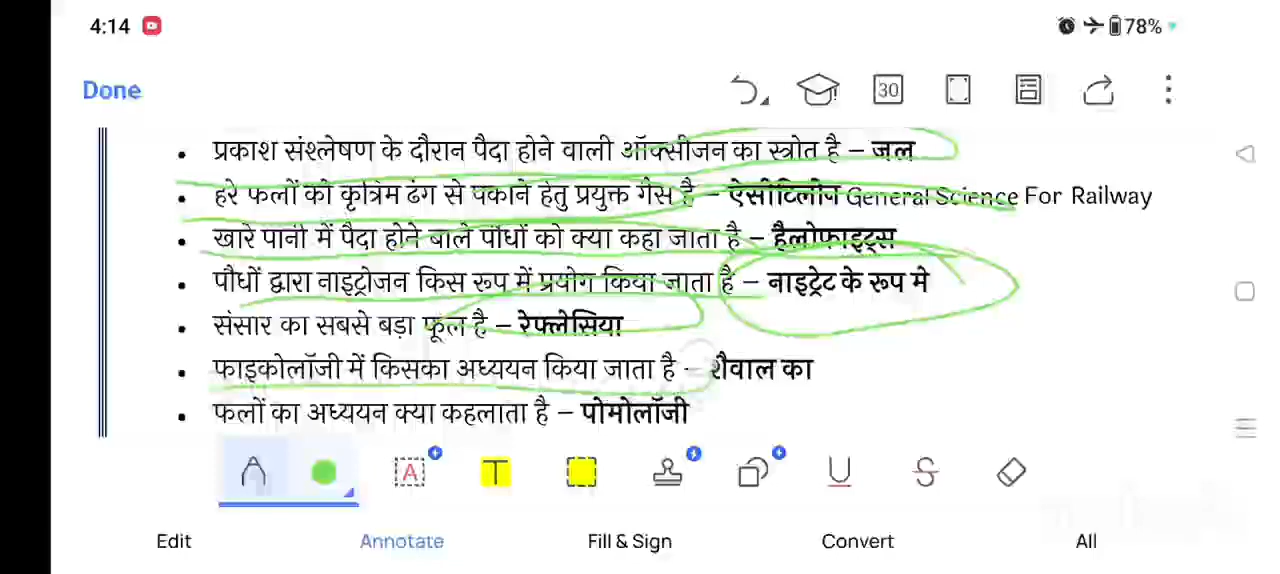 4:14
78%
Done
30
• प्रकाश संश्लेषण के दौरान पैदा होने वाली ऑक्सीजन का स्त्रोत है – जल
• हरे फलों को कृत्रिम ढंग से पकाने हेतु प्रयुक्त गैस है – ऐसीटिलीन General Science For Railway
• खारे पानी में पैदा होने बाले पौधों को क्या कहा जाता है – हैलोफाइट्स
• पौधों द्वारा नाइट्रोजन किस रूप में प्रयोग किया जाता है – नाइट्रेट के रूप मे
• संसार का सबसे बड़ा फूल है – रेफ्लेसिया
• फाइकोलॉजी में किसका अध्ययन किया जाता है - शैवाल का
• फलों का अध्ययन क्या कहलाता है – पोमोलॉजी
A T U S
Edit Annotate Fill & Sign Convert All